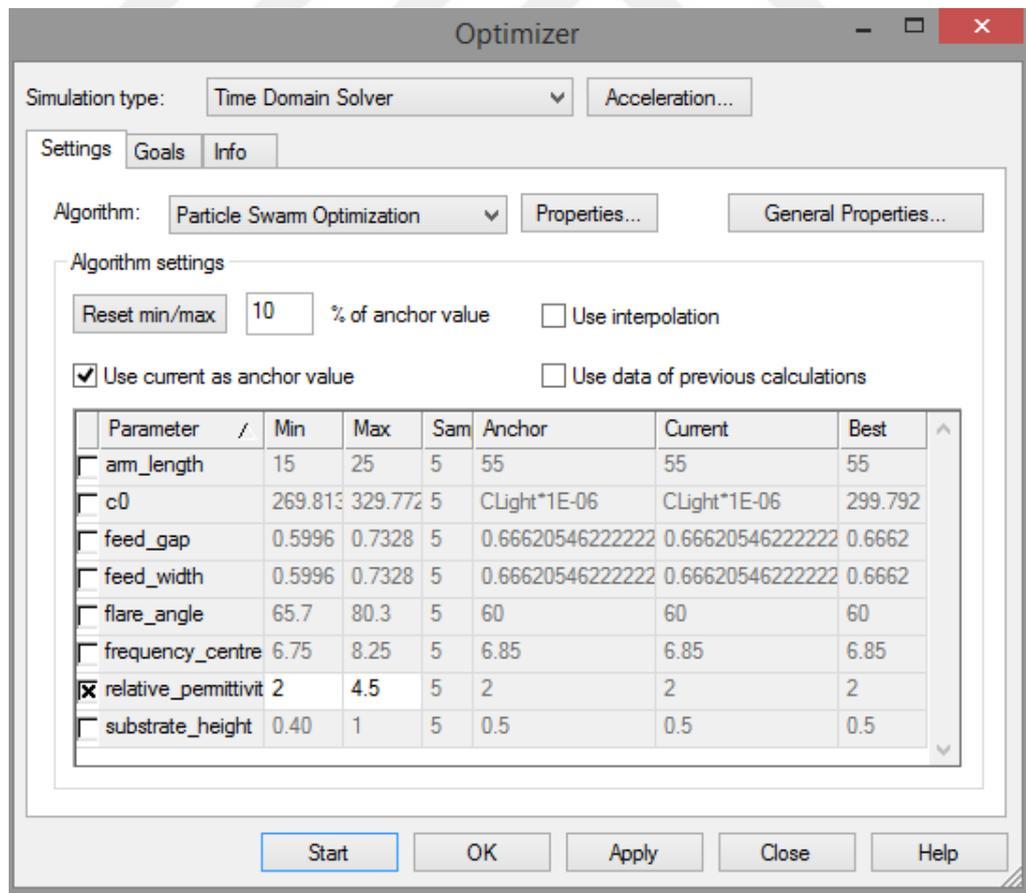 Optimizer
Simulation type: Time Domain Solver Acceleration...
Settings Goals Info
Algorithm: Particle Swarm Optimization Properties... General Properties...
Algorithm settings
Reset min/max 10 % of anchor value Use interpolation
Use current as anchor value Use data of previous calculations
Parameter / Min Max Sam Anchor Current Best
arm_length 15 25 5 55 55 55
c0 269.813 329.772 5 CLight*1E-06 CLight*1E-06 299.792
feed_gap 0.5996 0.7328 5 0.66620546222222 0.66620546222222 0.6662
feed_width 0.5996 0.7328 5 0.66620546222222 0.66620546222222 0.6662
flare_angle 65.7 80.3 5 60 60 60
frequency_centre 6.75 8.25 5 6.85 6.85 6.85
relative_permittivit 2 4.5 5 2 2 2
substrate_height 0.40 1 5 0.5 0.5 0.5
Start OK Apply Close Help